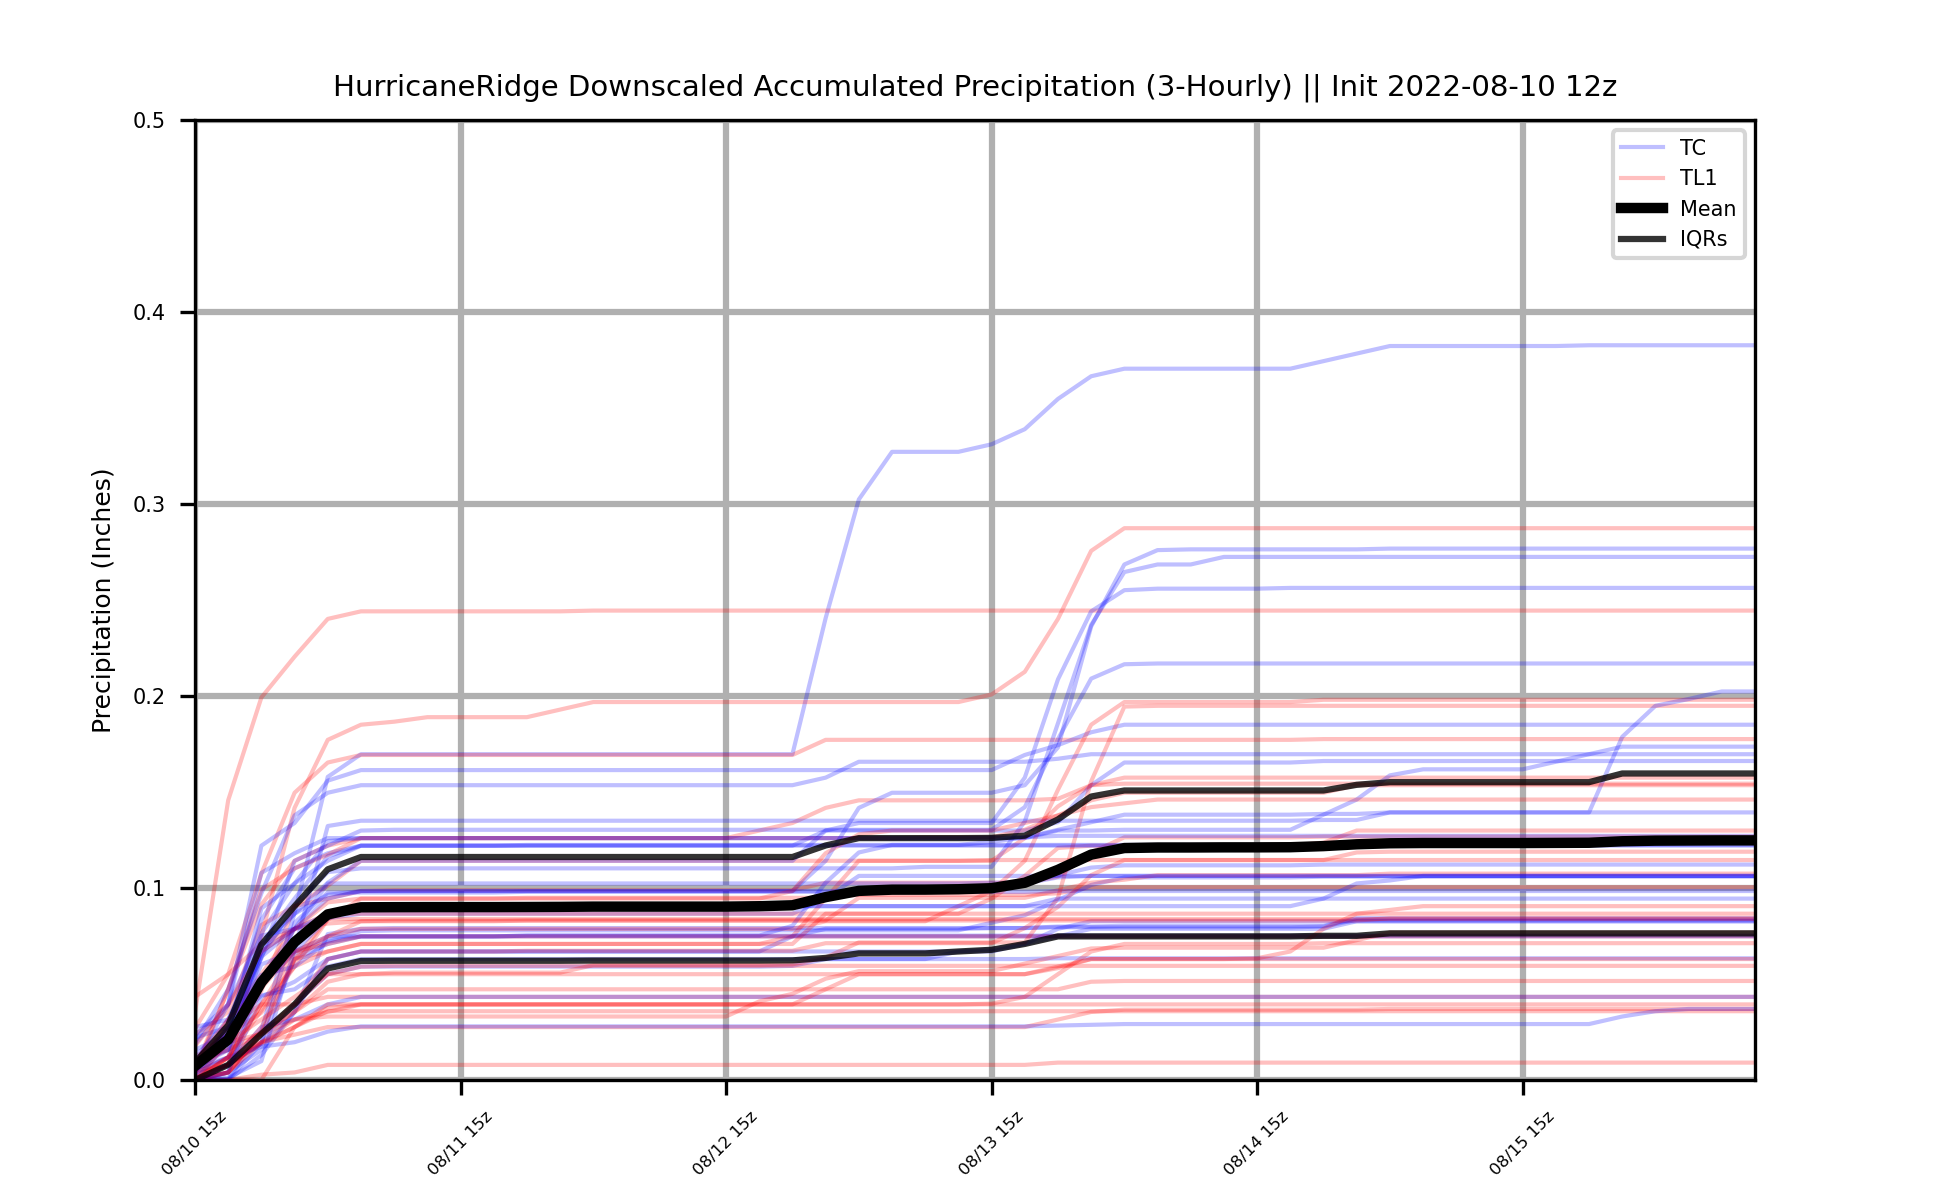 HurricaneRidge Downscaled Accumulated Precipitation (3-Hourly) || Init 2022-08-10 12z
Precipitation (Inches)
0.5
0.4
0.3
0.2
0.1
0.0
TC
TL1
Mean
IQRs
08/10 15z
08/11 15z
08/12 15z
08/13 15z
08/14 15z
08/15 15z